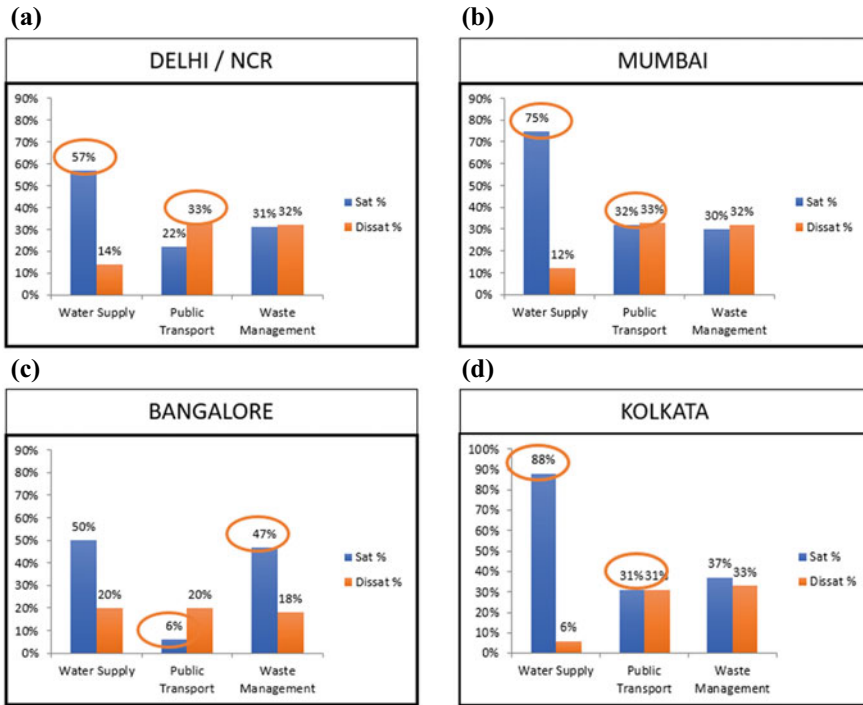 (a)
DELHI / NCR
90%
80%
70%
60%
50%
40%
30%
20%
10%
0%
57%
14%
22%
33%
31%
32%
Water Supply
Public
Transport
Waste
Management
Sat %
Dissat %
(b)
MUMBAI
90%
80%
70%
60%
50%
40%
30%
20%
10%
0%
75%
12%
32%
33%
30%
32%
Water Supply
Public
Transport
Waste
Management
Sat %
Dissat %
(c)
BANGALORE
90%
80%
70%
60%
50%
40%
30%
20%
10%
0%
50%
20%
6%
20%
47%
18%
Water Supply
Public
Transport
Waste
Management
Sat %
Dissat %
(d)
KOLKATA
100%
90%
80%
70%
60%
50%
40%
30%
20%
10%
0%
88%
6%
31%
31%
37%
33%
Water Supply
Public
Transport
Waste
Management
Sat %
Dissat %